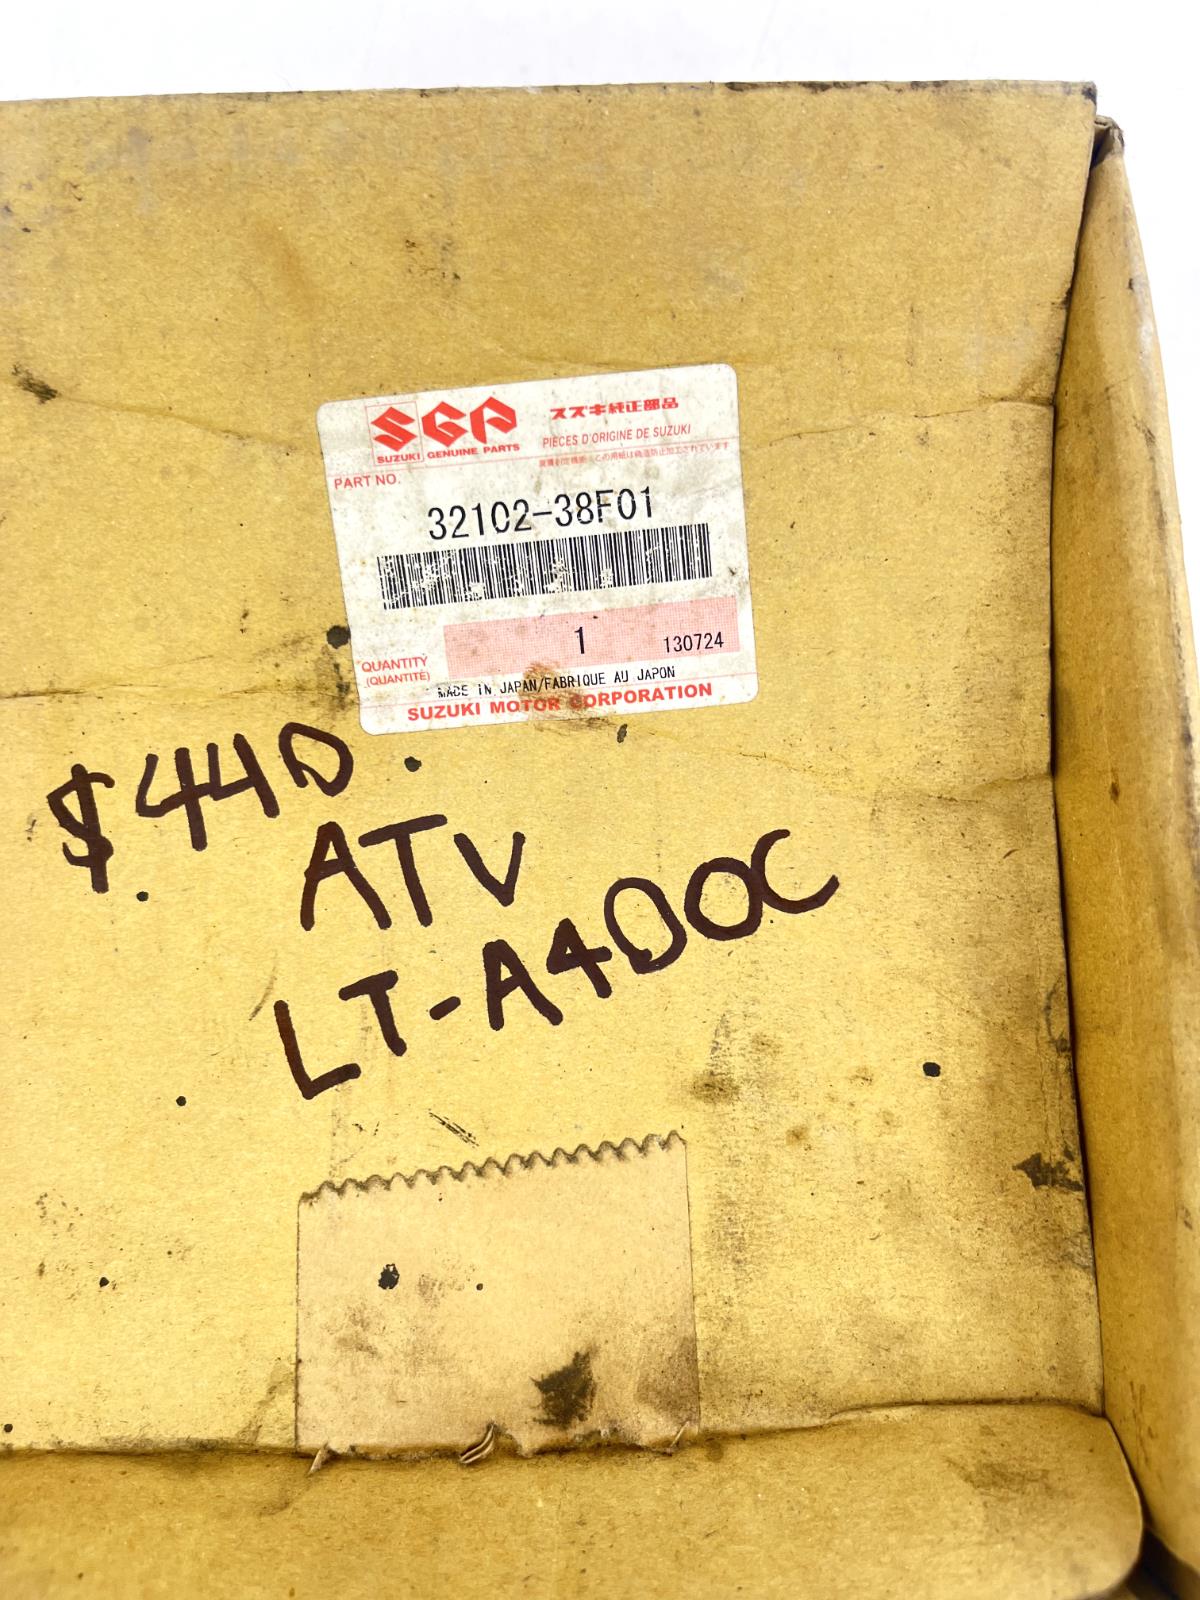 SGP スズキ純正部品
SUZUKI GENUINE PARTS PIÈCES D'ORIGINE DE SUZUKI
PART NO.
32102-38F01
1 130724
QUANTITY
(QUANTITÉ)
MADE IN JAPAN/FABRIQUE AU JAPON
SUZUKI MOTOR CORPORATION
$440
ATV
LT-A400C